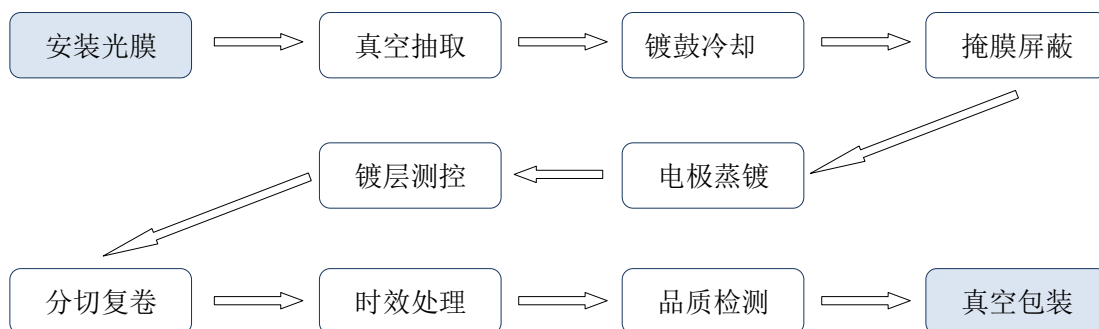 安装光膜
真空抽取
镀鼓冷却
掩膜屏蔽
电极蒸镀
镀层测控
分切复卷
时效处理
品质检测
真空包装